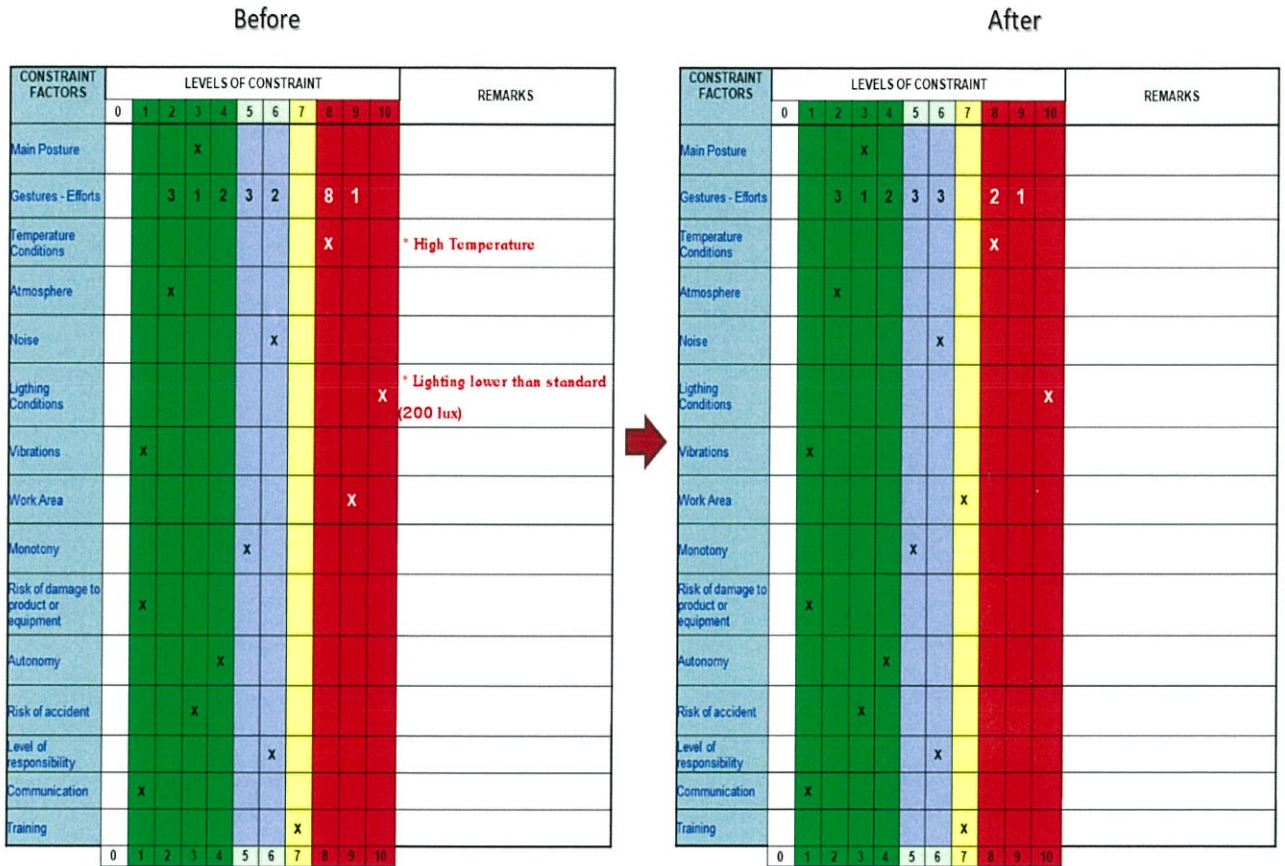 Before
CONSTRAINT FACTORS LEVELS OF CONSTRAINT REMARKS
0 1 2 3 4 5 6 7 8 9 10
Main Posture X
Gestures - Efforts 3 1 2 3 2 8 1
Temperature Conditions X * High Temperature
Atmosphere X
Noise X
Ligthing Conditions X * Lighting lower than standard
(200 lux)
Vibrations X
Work Area X
Monotony X
Risk of damage to product or equipment X
Autonomy X
Risk of accident X
Level of responsibility X
Communication X
Training X
0 1 2 3 4 5 6 7 8 9 10
After
CONSTRAINT FACTORS LEVELS OF CONSTRAINT REMARKS
0 1 2 3 4 5 6 7 8 9 10
Main Posture X
Gestures - Efforts 3 1 2 3 3 2 1
Temperature Conditions X
Atmosphere X
Noise X
Ligthing Conditions X
Vibrations X
Work Area X
Monotony X
Risk of damage to product or equipment X
Autonomy X
Risk of accident X
Level of responsibility X
Communication X
Training X
0 1 2 3 4 5 6 7 8 9 10